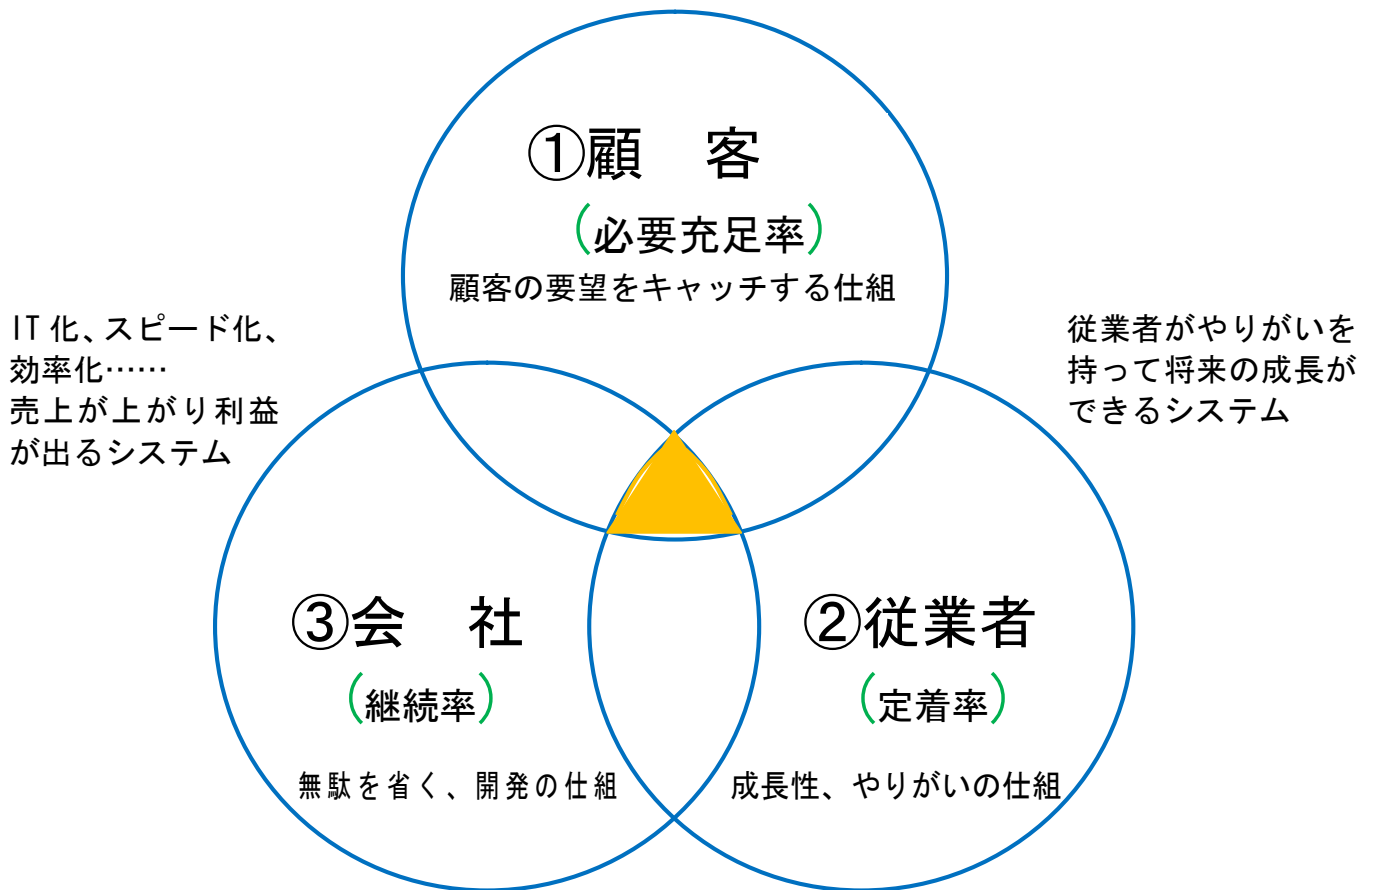 ①顧　客
(必要充足率)
顧客の要望をキャッチする仕組
IT化、スピード化、
効率化……
売上が上がり利益
が出るシステム
従業者がやりがいを
持って将来の成長が
できるシステム
③会　社
(継続率)
無駄を省く、開発の仕組
②従業者
(定着率)
成長性、やりがいの仕組